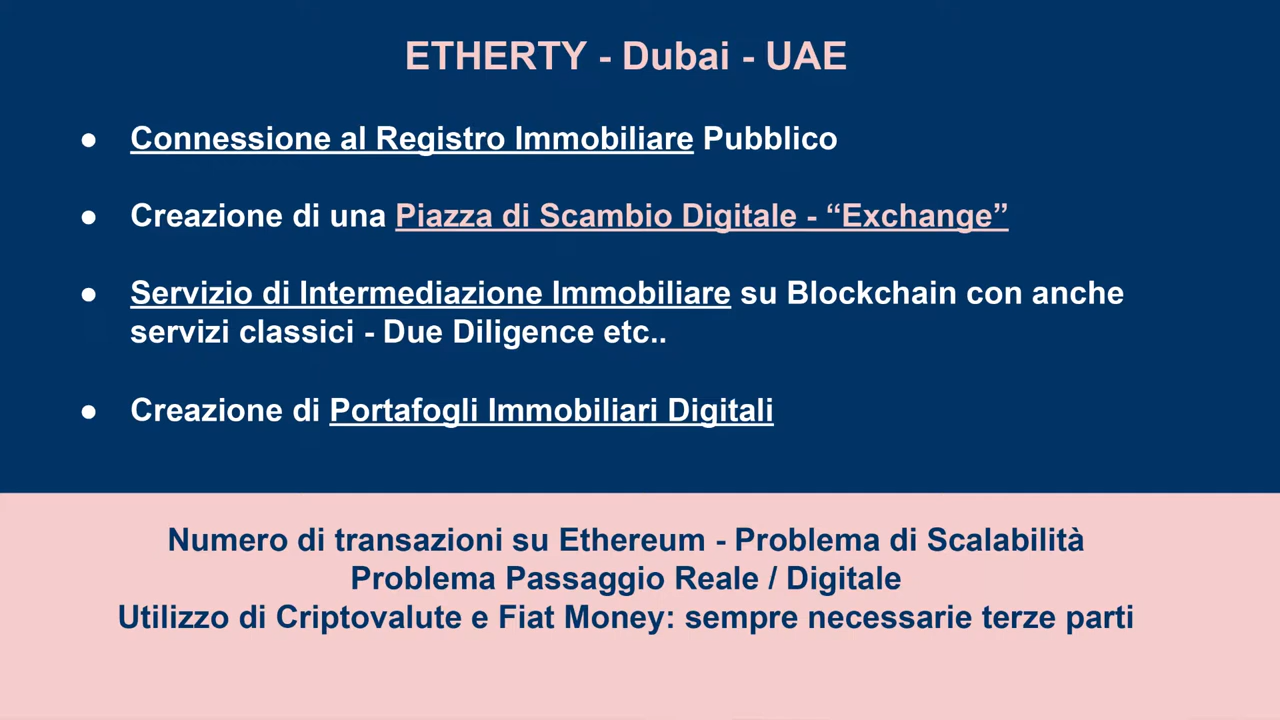 ETHERTY - Dubai - UAE
● Connessione al Registro Immobiliare Pubblico
● Creazione di una Piazza di Scambio Digitale - “Exchange”
● Servizio di Intermediazione Immobiliare su Blockchain con anche
servizi classici - Due Diligence etc..
● Creazione di Portafogli Immobiliari Digitali
Numero di transazioni su Ethereum - Problema di Scalabilità
Problema Passaggio Reale / Digitale
Utilizzo di Criptovalute e Fiat Money: sempre necessarie terze parti